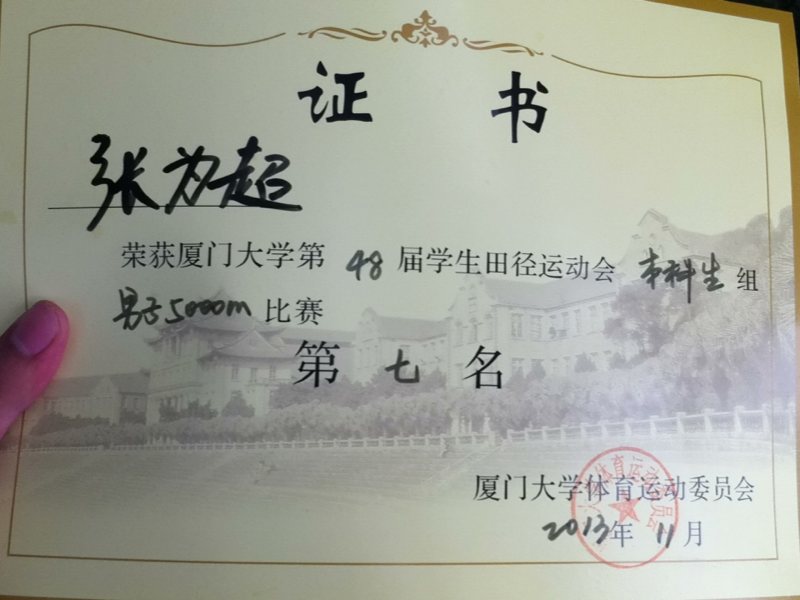 证 书
张为超
荣获厦门大学第 48 届学生田径运动会 本科生 组
男子5000m 比赛
第 七 名
厦门大学体育运动委员会
2013年 11月